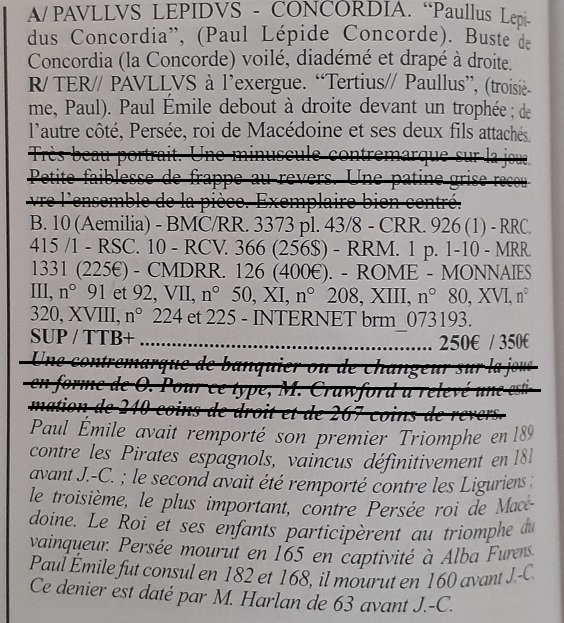 A/ PAVLLVS LEPIDVS - CONCORDIA. “Paullus Lepi-
dus Concordia”, (Paul Lépide Concorde). Buste de
Concordia (la Concorde) voilé, diadémé et drapé à droite.
R/ TER// PAVLLVS à l’exergue. “Tertius// Paullus”, (troisiè-
me, Paul). Paul Émile debout à droite devant un trophée ; de
l’autre côté, Persée, roi de Macédoine et ses deux fils attachés.
Très beau portrait. Une minuscule contremarque sur la joue.
Petite faiblesse de frappe au revers. Une patine grise recou-
vre l’ensemble de la pièce. Exemplaire bien centré.
B. 10 (Aemilia) - BMC/RR. 3373 pl. 43/8 - CRR. 926 (1) - RRC.
415 /1 - RSC. 10 - RCV. 366 (256$) - RRM. 1 p. 1-10 - MRR.
1331 (225€) - CMDRR. 126 (400€). - ROME - MONNAIES
III, n° 91 et 92, VII, n° 50, XI, n° 208, XIII, n° 80, XVI, n°
320, XVIII, n° 224 et 225 - INTERNET brm_073193.
SUP / TTB+ ................................................... 250€ / 350€
Une contremarque de banquier ou de changeur sur la joue
en forme de O. Pour ce type, M. Crawford a relevé une esti-
mation de 240 coins de droit et de 267 coins de revers.
Paul Émile avait remporté son premier Triomphe en 189
contre les Pirates espagnols, vaincus définitivement en 181
avant J.-C. ; le second avait été remporté contre les Liguriens ;
le troisième, le plus important, contre Persée roi de Macé-
doine. Le Roi et ses enfants participèrent au triomphe du
vainqueur. Persée mourut en 165 en captivité à Alba Furens.
Paul Émile fut consul en 182 et 168, il mourut en 160 avant J.-C.
Ce denier est daté par M. Harlan de 63 avant J.-C.